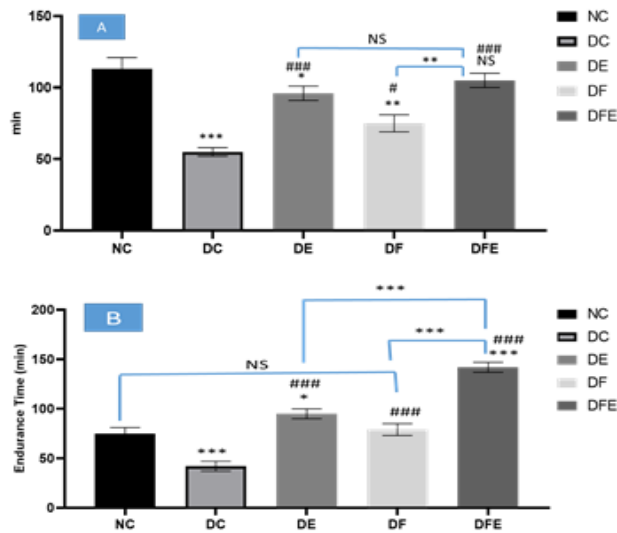 150
A
NS
NC
###
*
**
###
NS
DC
100
#
**
DE
min
***
DF
50
DFE
0
NC DC DE DF DFE
200
B
***
NC
***
###
***
DC
150
NS
DE
Endurance Time (min)
###
*
###
DF
100
DFE
50
***
0
NC DC DE DF DFE